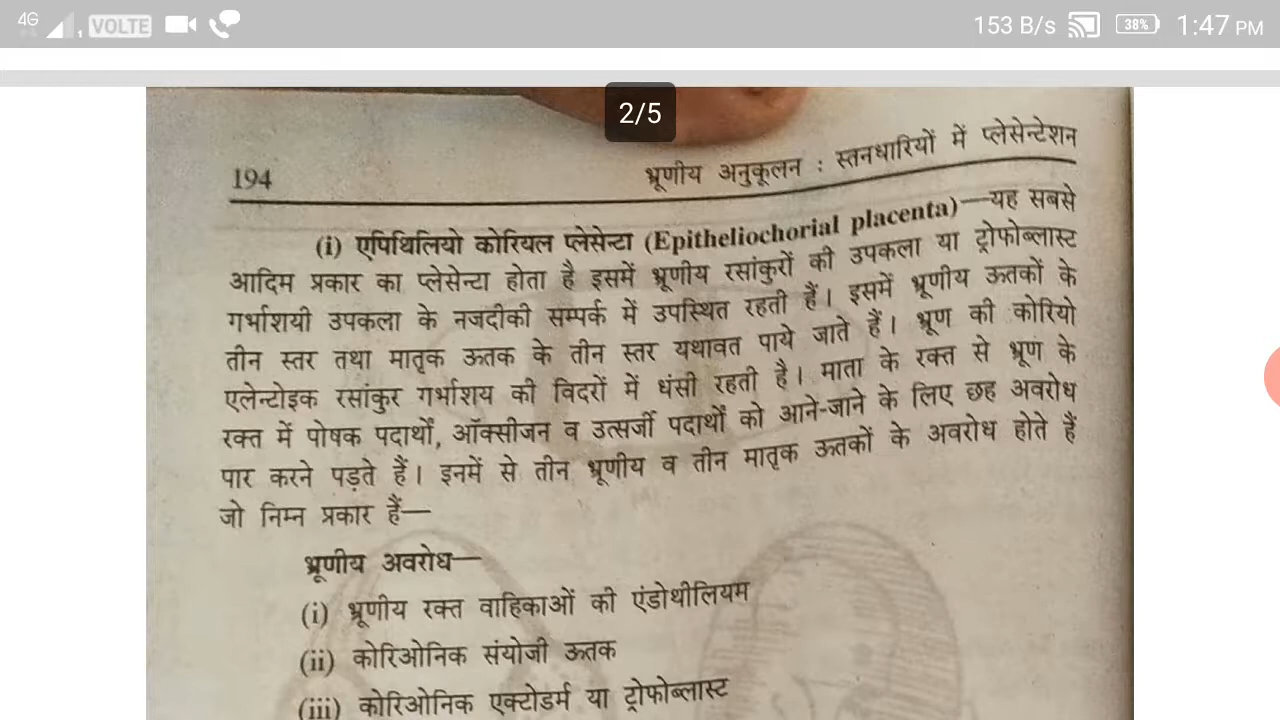 4G VOLTE 153 B/s 38% 1:47 PM
2/5
194 भ्रूणीय अनुकूलन : स्तनधारियों में प्लेसेन्टेशन
(i) एपिथिलियो कोरियल प्लेसेन्टा (Epitheliochorial placenta)—यह सबसे
आदिम प्रकार का प्लेसेन्टा होता है इसमें भ्रूणीय रसांकुरों की उपकला या ट्रोफोब्लास्ट
गर्भाशयी उपकला के नजदीकी सम्पर्क में उपस्थित रहती हैं। इसमें भ्रूणीय ऊतकों के
तीन स्तर तथा मातृक ऊतक के तीन स्तर यथावत पाये जाते हैं। भ्रूण की कोरियो
एलेन्टोइक रसांकुर गर्भाशय की विदरों में धंसी रहती है। माता के रक्त से भ्रूण के
रक्त में पोषक पदार्थों, ऑक्सीजन व उत्सर्जी पदार्थों को आने-जाने के लिए छह अवरोध
पार करने पड़ते हैं। इनमें से तीन भ्रूणीय व तीन मातृक ऊतकों के अवरोध होते हैं
जो निम्न प्रकार हैं—
भ्रूणीय अवरोध—
(i) भ्रूणीय रक्त वाहिकाओं की एंडोथीलियम
(ii) कोरिओनिक संयोजी ऊतक
(iii) कोरिओनिक एक्टोडर्म या ट्रोफोब्लास्ट